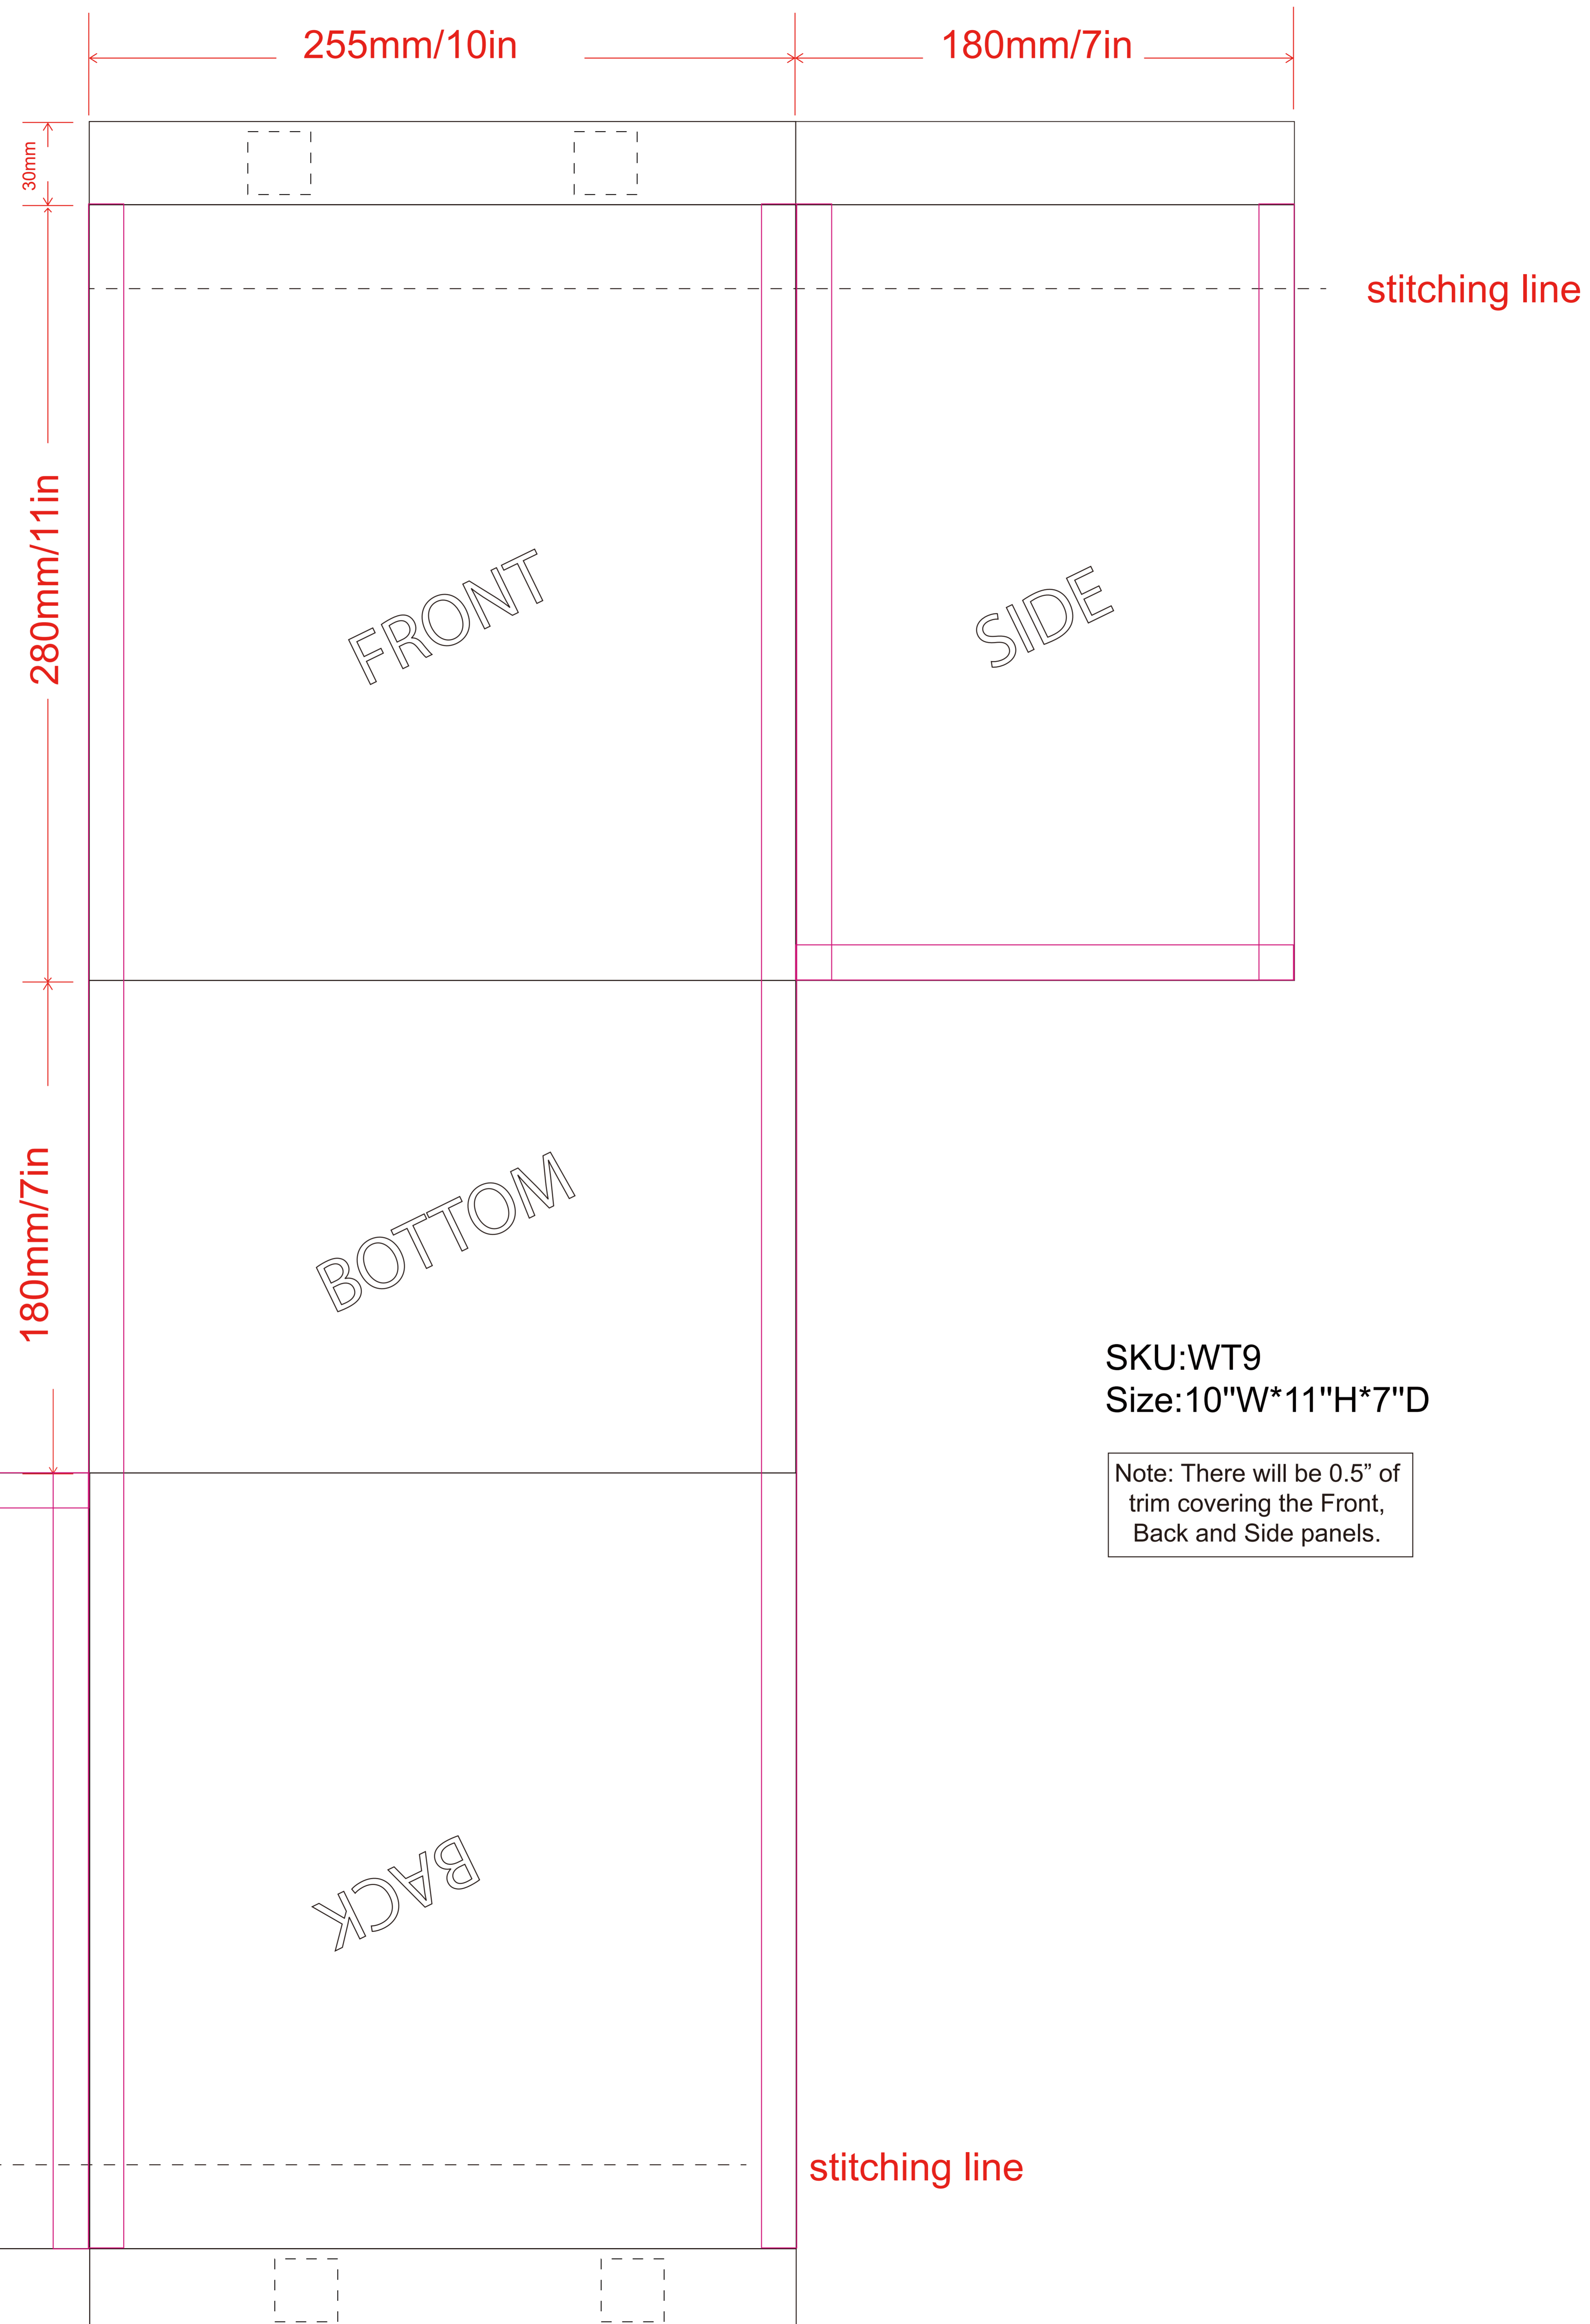 255mm/10in
180mm/7in
30mm
stitching line
280mm/11in
FRONT
SIDE
180mm/7in
BOTTOM
SKU:WT9
Size:10"W*11"H*7"D
Note: There will be 0.5” of
trim covering the Front,
Back and Side panels.
BACK
stitching line